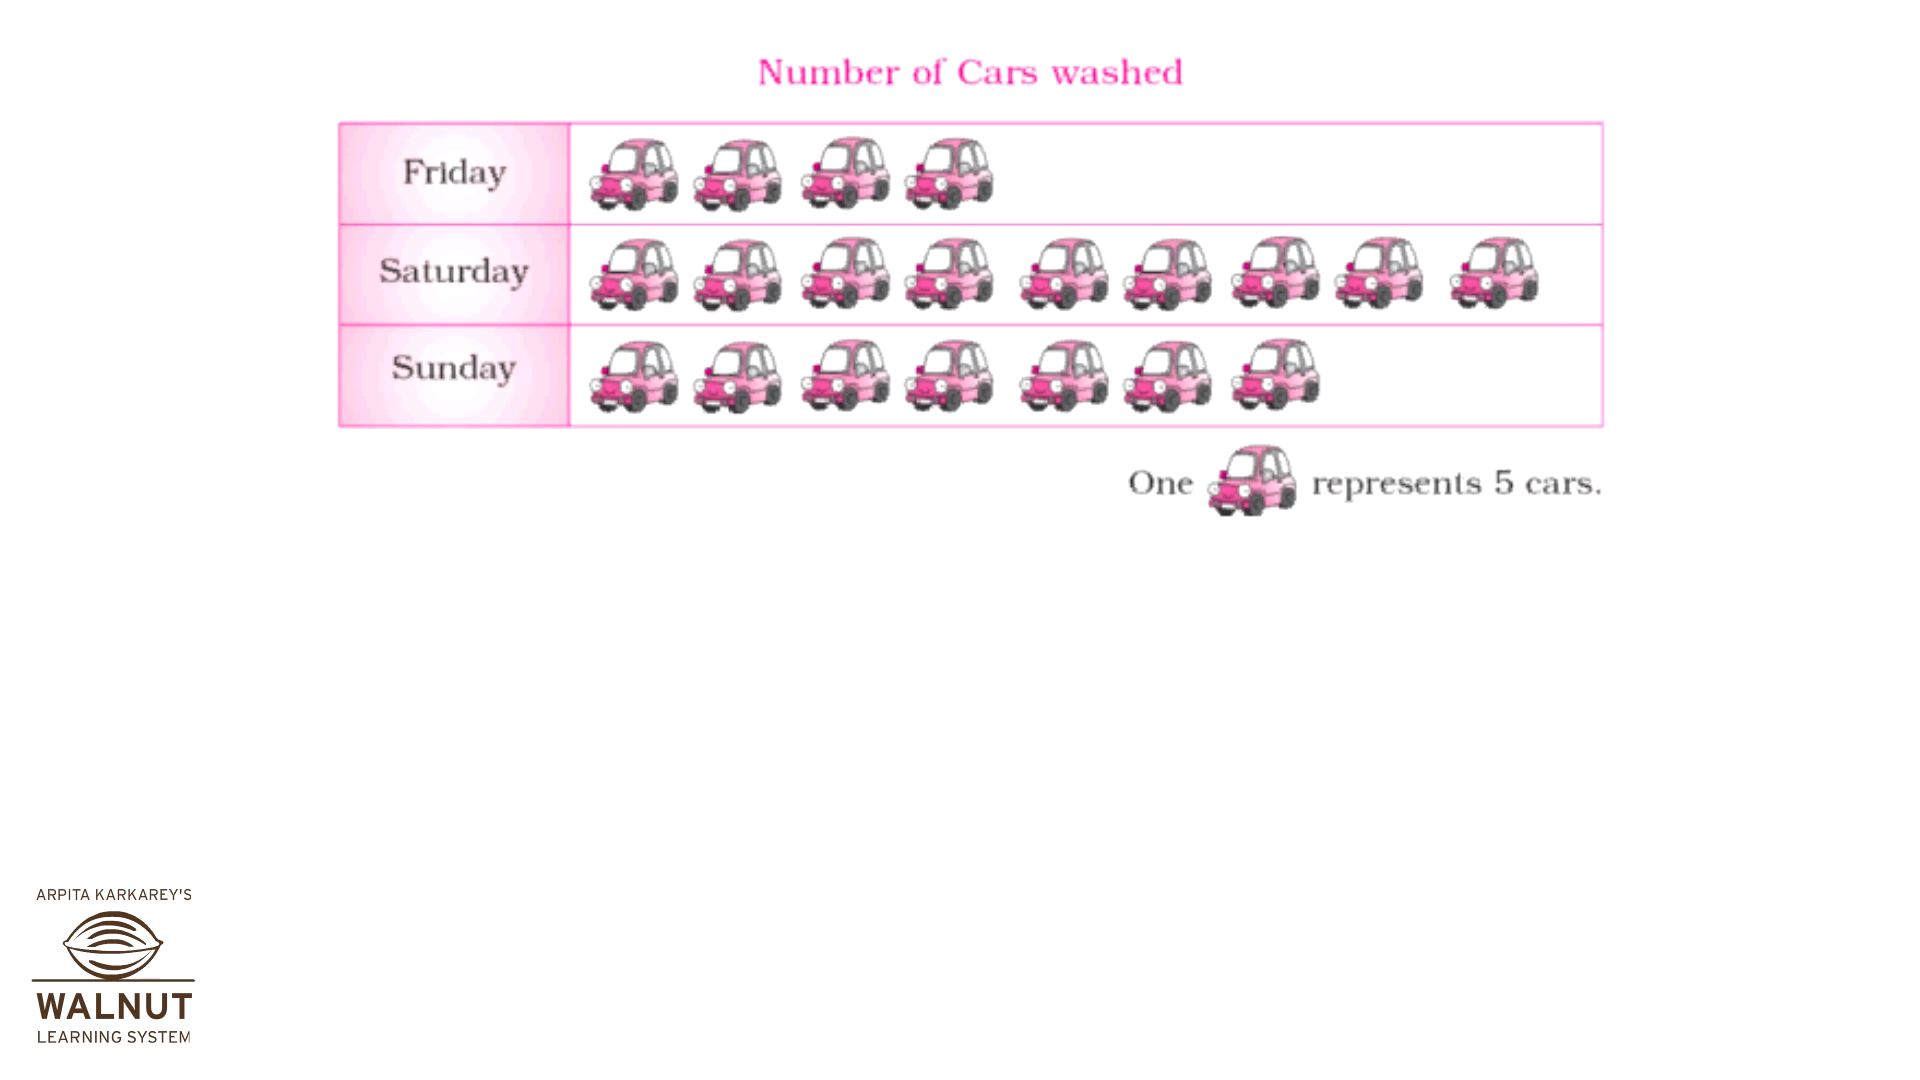 Number of Cars washed
Friday
Saturday
Sunday
One represents 5 cars.
ARPITA KARKAREY'S
WALNUT
LEARNING SYSTEM